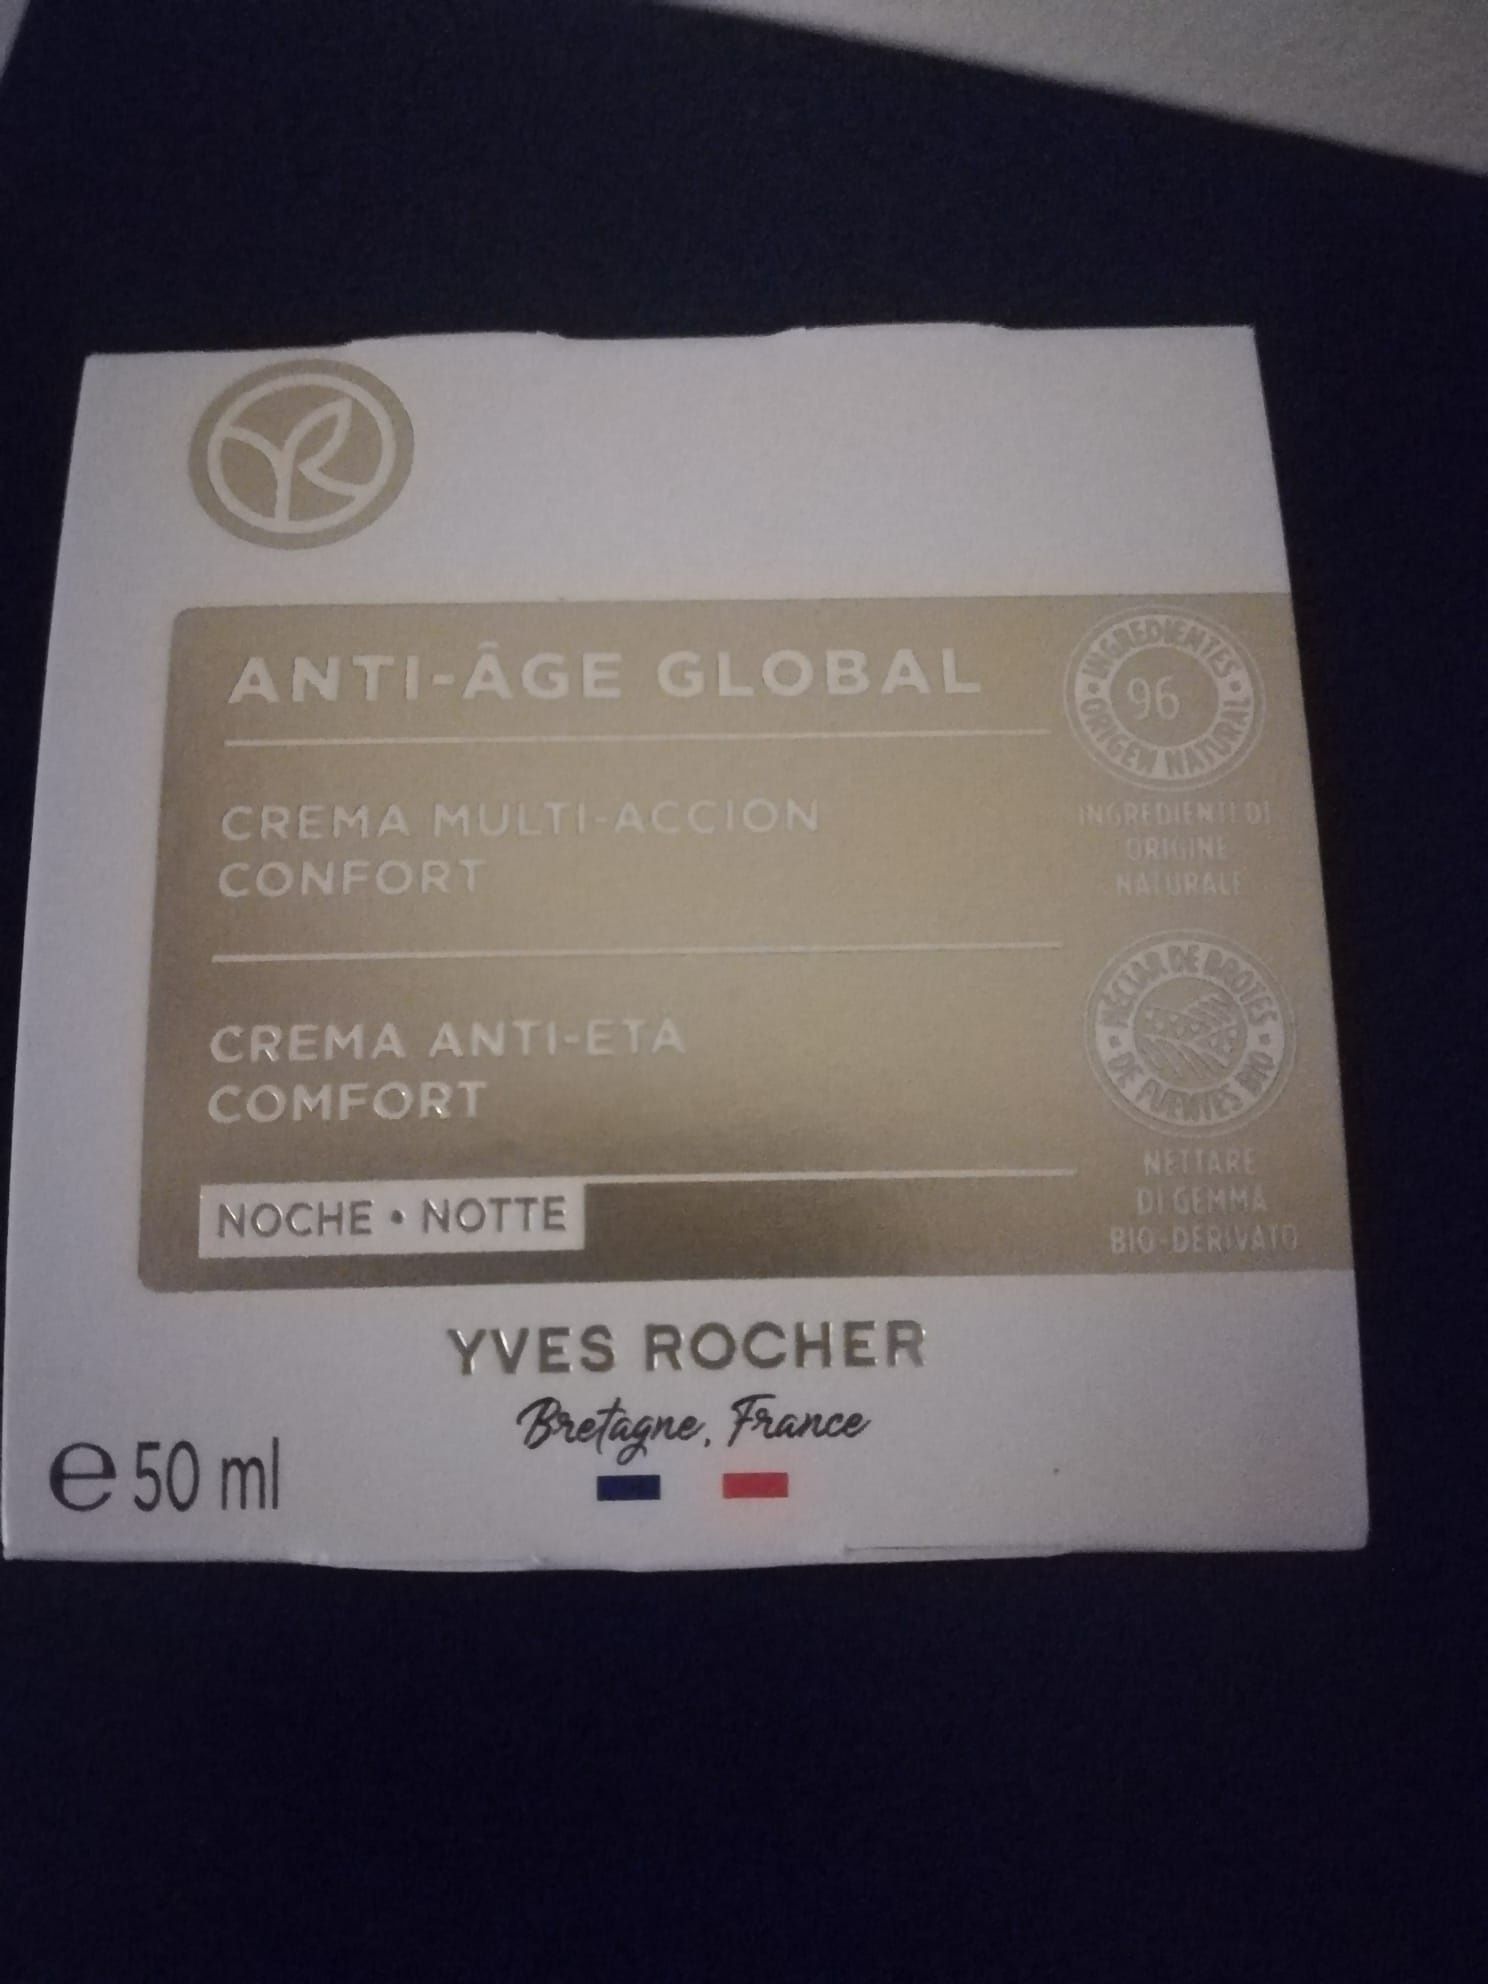 ANTI-ÂGE GLOBAL
CREMA MULTI-ACCION
CONFORT
CREMA ANTI-ETA
COMFORT
NOCHE • NOTTE
INGREDIENTES •
96
ORIGEN NATURAL •
INGREDIENTI DI
ORIGINE
NATURALE
NÉCTAR DE BROTES •
DE FUENTES BIO •
NETTARE
DI GEMMA
BIO-DERIVATO
YVES ROCHER
Bretagne, France
e 50 ml